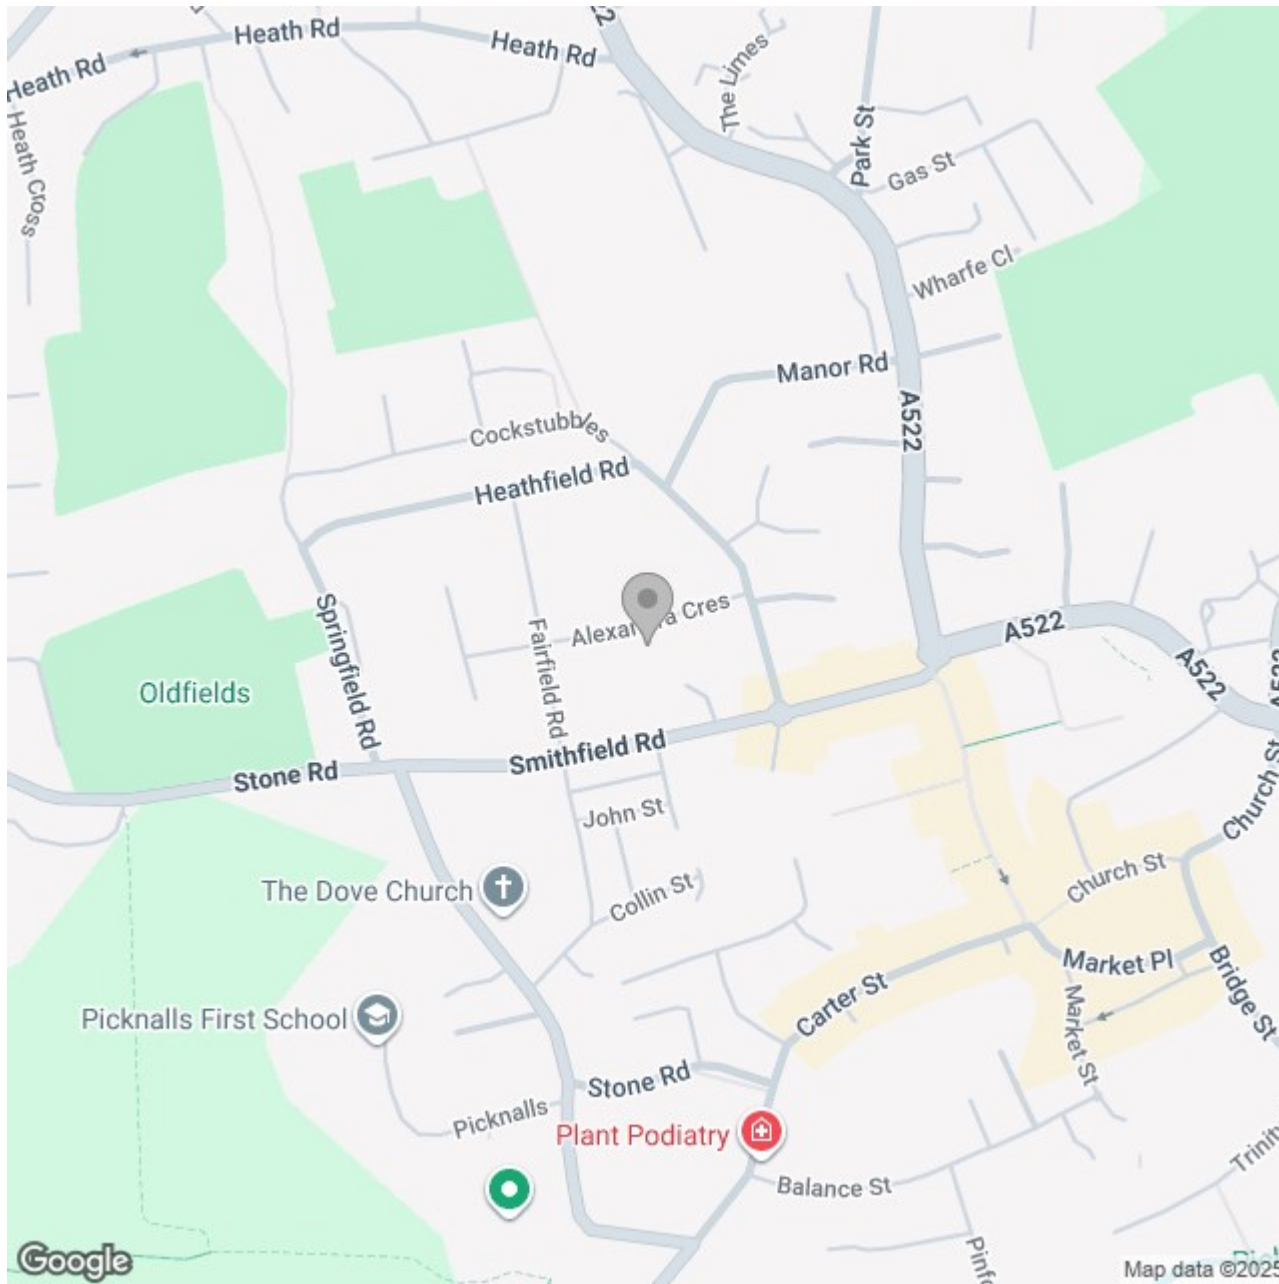 Heath Rd
Heath Rd
Heath Rd
Heath Cross
The Limes
Park St
Gas St
Wharfe Cl
Manor Rd
A522
Cockstubbles
Heathfield Rd
Alexandra Cres
Fairfield Rd
Springfield Rd
Oldfields
A522
A522
Smithfield Rd
Stone Rd
John St
Church St
Church St
The Dove Church
Collin St
Market Pl
Bridge St
Carter St
Market St
Picknalls First School
Stone Rd
Picknalls
Plant Podiatry
Balance St
Trinity
Pinfo
Google
Map data ©2025